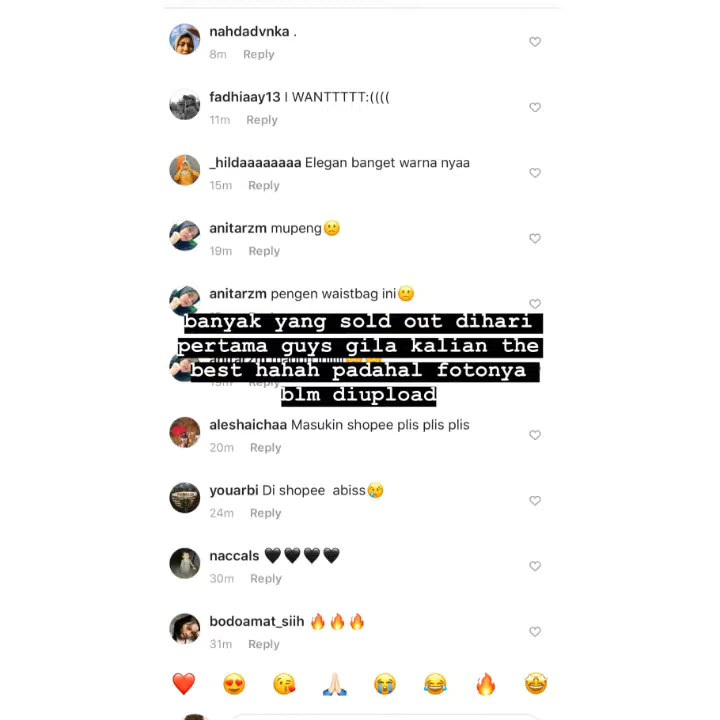 nahdadvnka .
8m Reply
fadhiaay13 I WANTTTTT:((((
11m Reply
_hildaaaaaaaa Elegan banget warna nyaa
15m Reply
anitarzm mupeng😕
19m Reply
anitarzm pengen waistbag ini😕
banyak yang sold out dihari
pertama guys gila kalian the
best hahah padahal fotonya
blm diupload
anitarzm
19m Reply
aleshaichaa Masukin shopee plis plis plis
20m Reply
youarbi Di shopee abiss😢
24m Reply
naccals 🖤🖤🖤🖤
30m Reply
bodoamat_siih 🔥🔥🔥
31m Reply
❤️😍😘🙏🏻😭😂🔥🤩